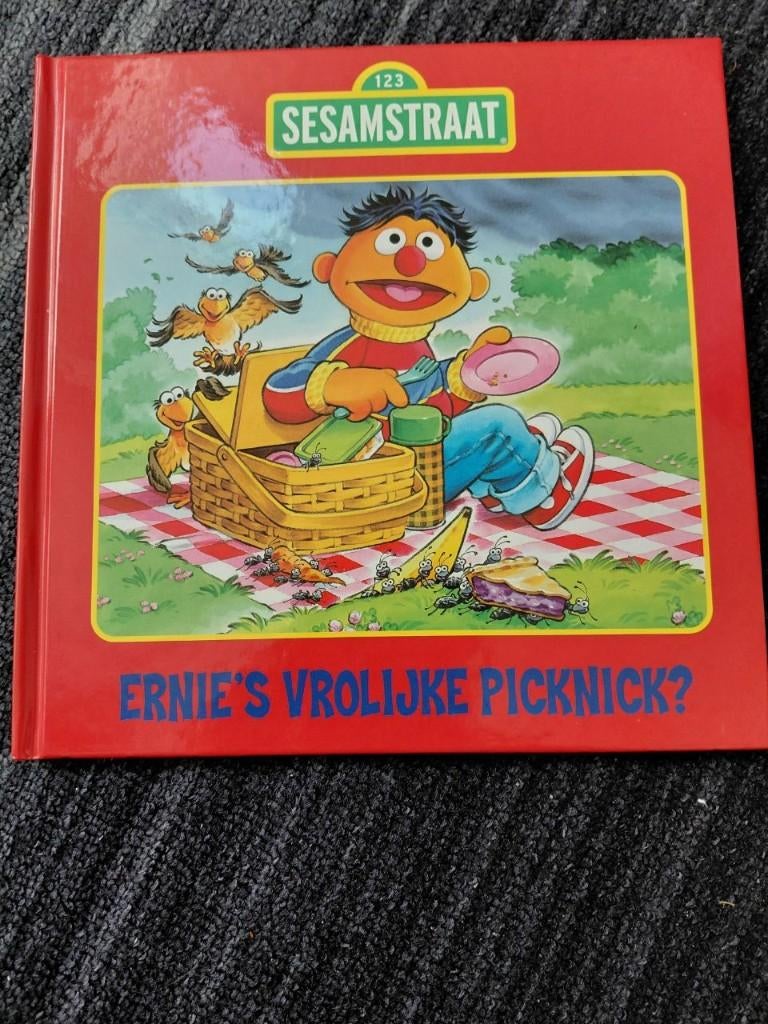 123
SESAMSTRAAT
ERNIE'S VROLIJKE PICKNICK?